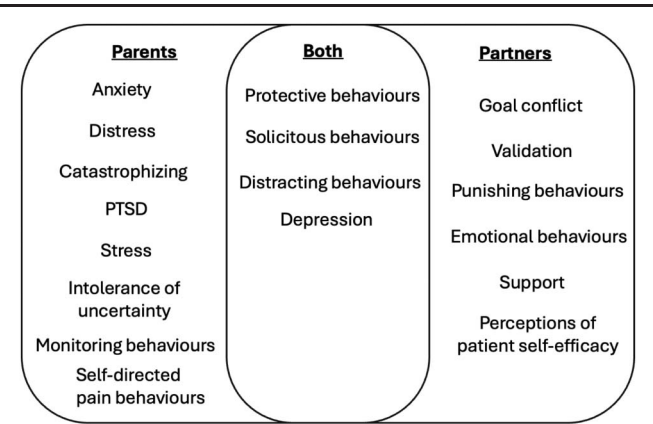 Parents
Anxiety
Distress
Catastrophizing
PTSD
Stress
Intolerance of
uncertainty
Monitoring behaviours
Self-directed
pain behaviours
Both
Protective behaviours
Solicitous behaviours
Distracting behaviours
Depression
Partners
Goal conflict
Validation
Punishing behaviours
Emotional behaviours
Support
Perceptions of
patient self-efficacy